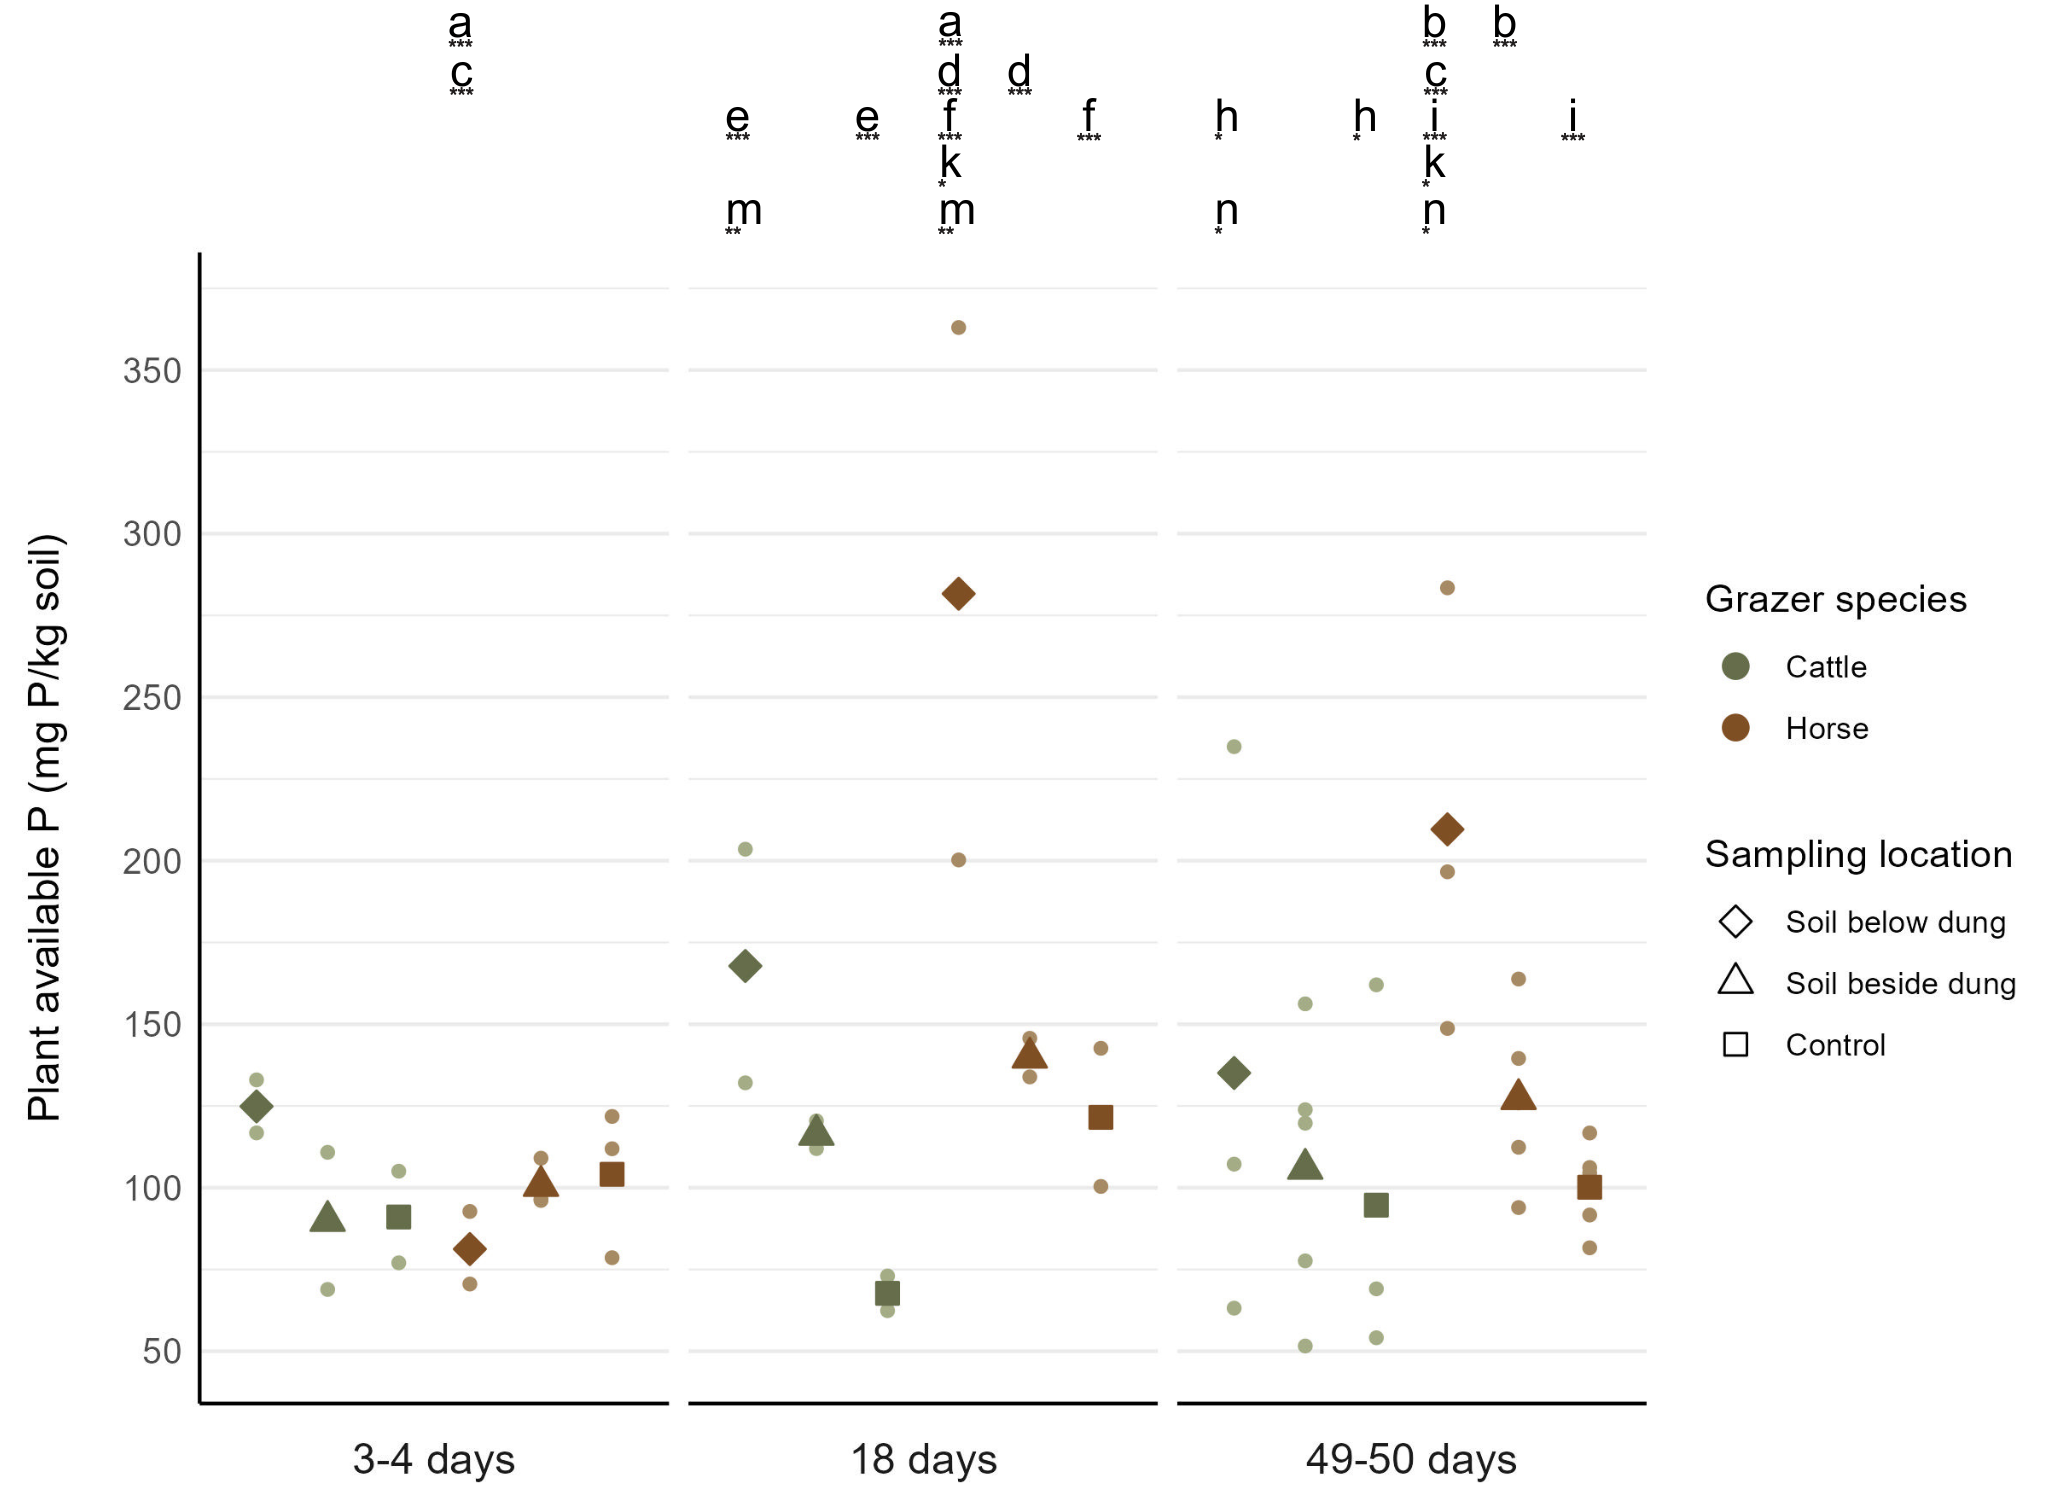 a a b b
*** *** *** ***
c d d c
*** *** *** ***
e e f f h h i i
*** *** *** *** * * *** ***
k k
* *
m m n n
** ** * *
Plant available P (mg P/kg soil)
350
300
250
200
150
100
50
3-4 days 18 days 49-50 days
Grazer species
Cattle
Horse
Sampling location
Soil below dung
Soil beside dung
Control